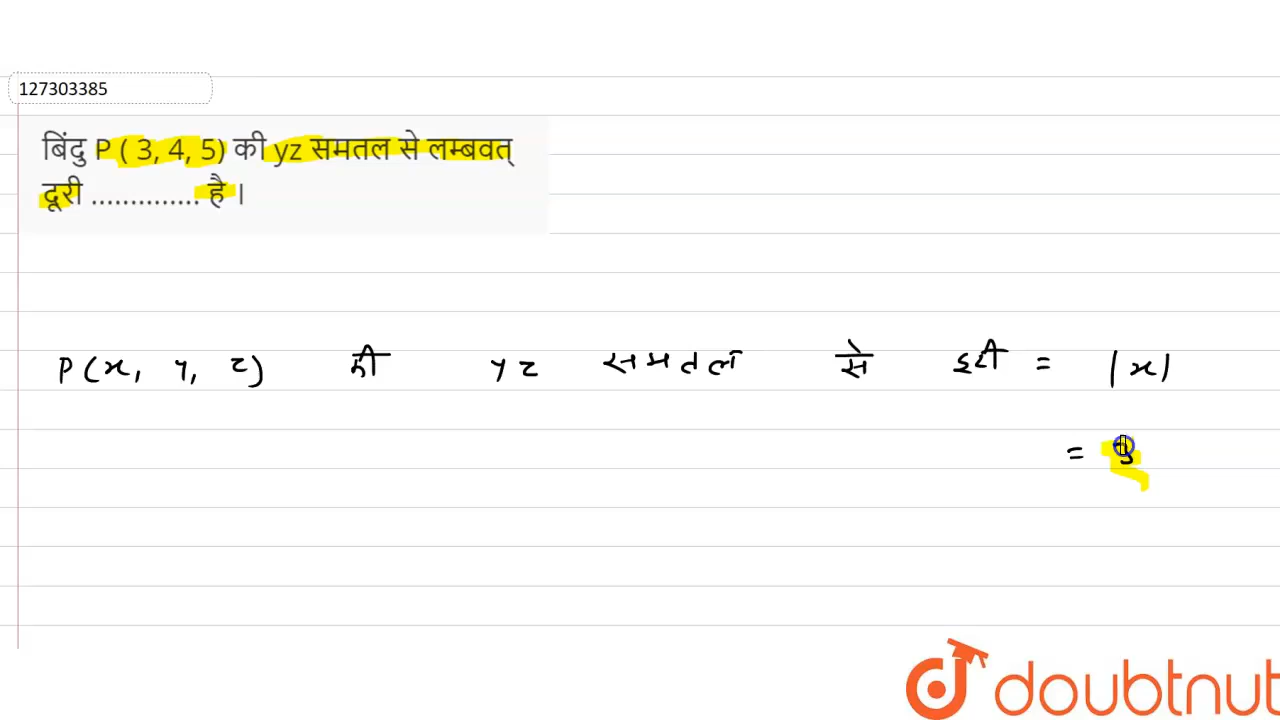 127303385
बिंदु P ( 3, 4, 5) की yz समतल से लम्बवत्
दूरी .............. है ।
P(x, y, z) की yz समतल से दूरी = |x|
= 3
doubtnut